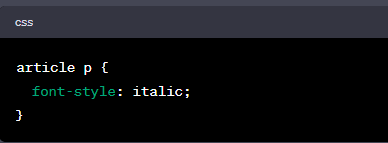 css
article p {
  font-style: italic;
}